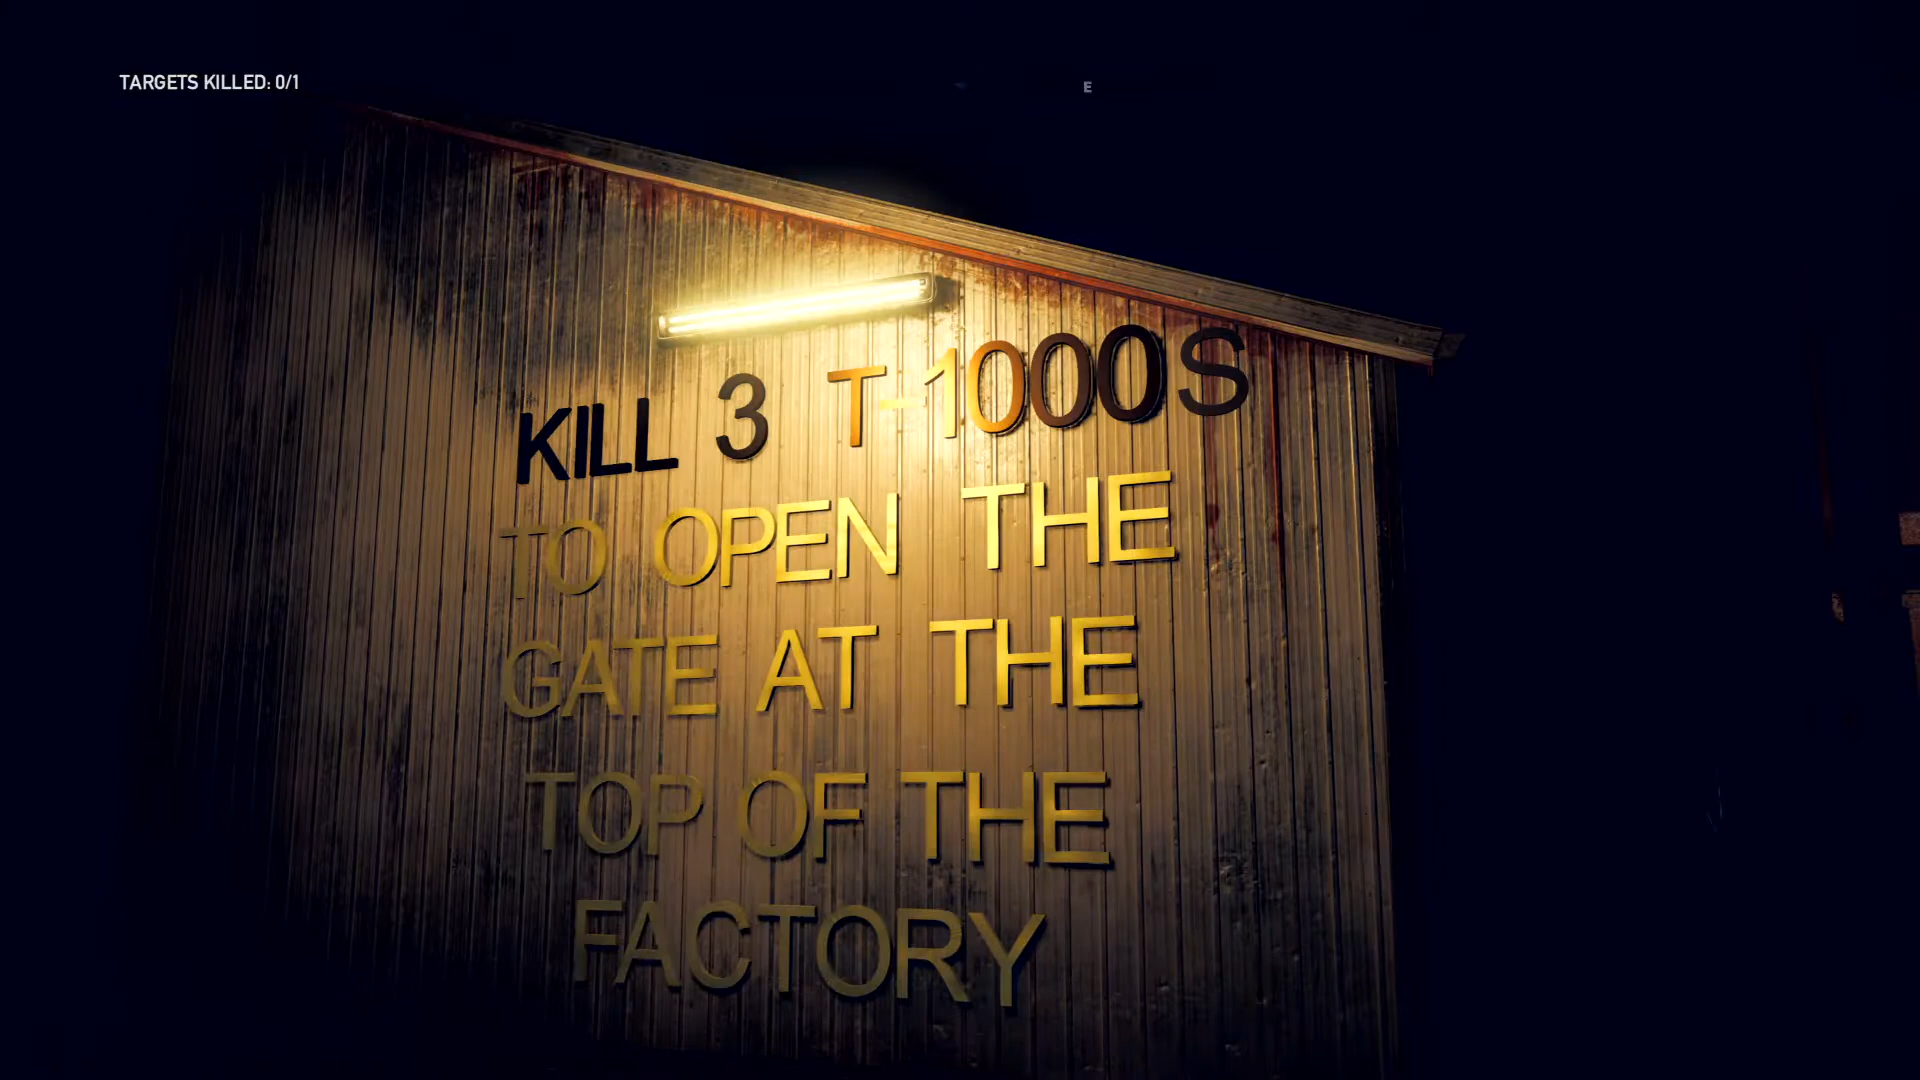 TARGETS KILLED: 0/1
E
KILL 3 T-1000S
TO OPEN THE
GATE AT THE
TOP OF THE
FACTORY